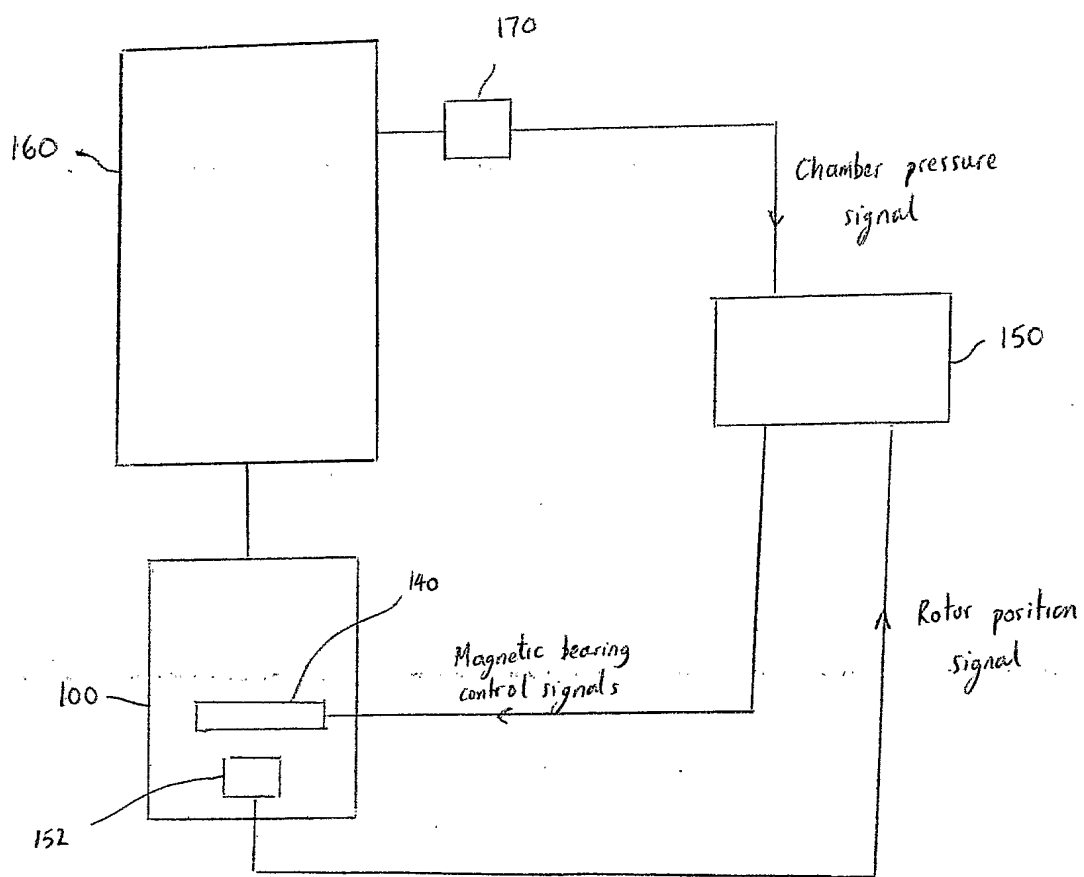 170
160
Chamber pressure
signal
150
140
Magnetic bearing
control signals
Rotor position
signal
100
152